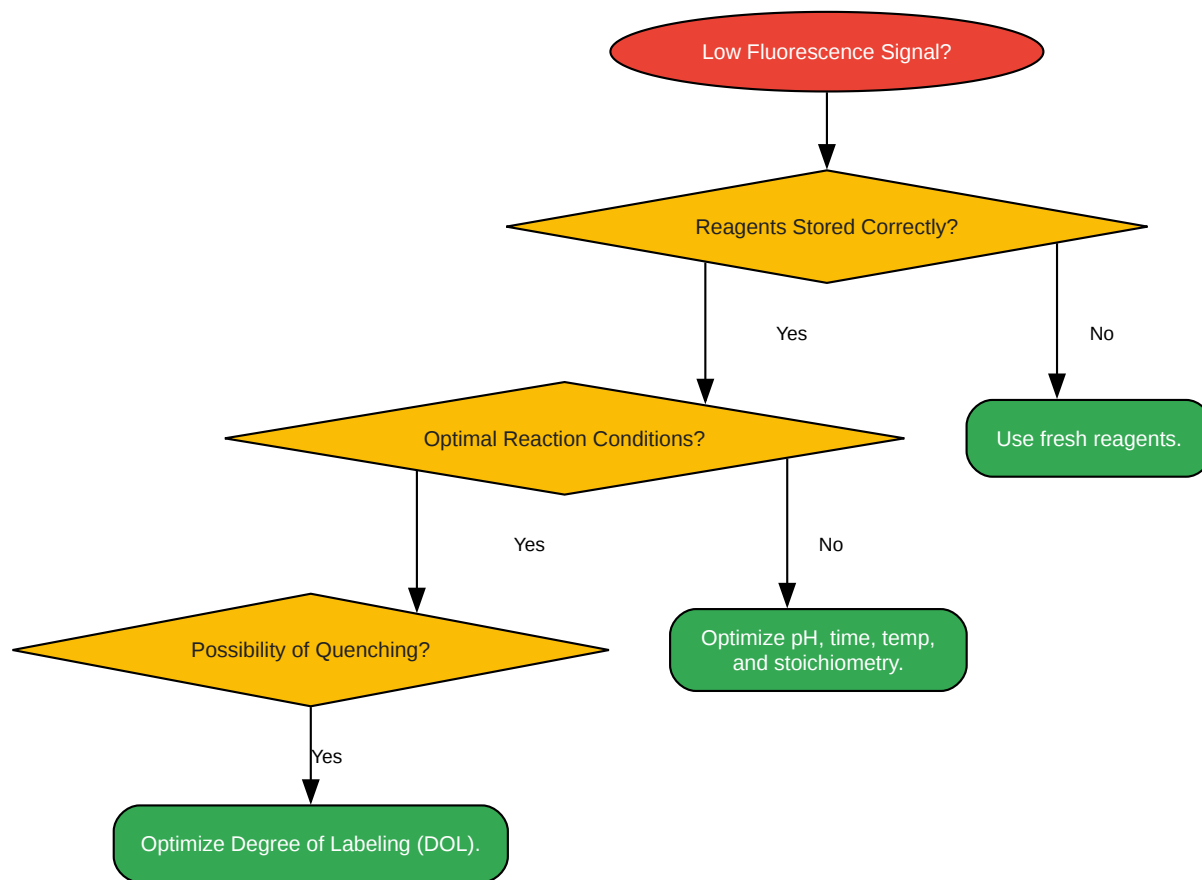 Low Fluorescence Signal?
Reagents Stored Correctly?
Yes
No
Optimal Reaction Conditions?
Use fresh reagents.
Yes
No
Possibility of Quenching?
Optimize pH, time, temp,
and stoichiometry.
Yes
Optimize Degree of Labeling (DOL).